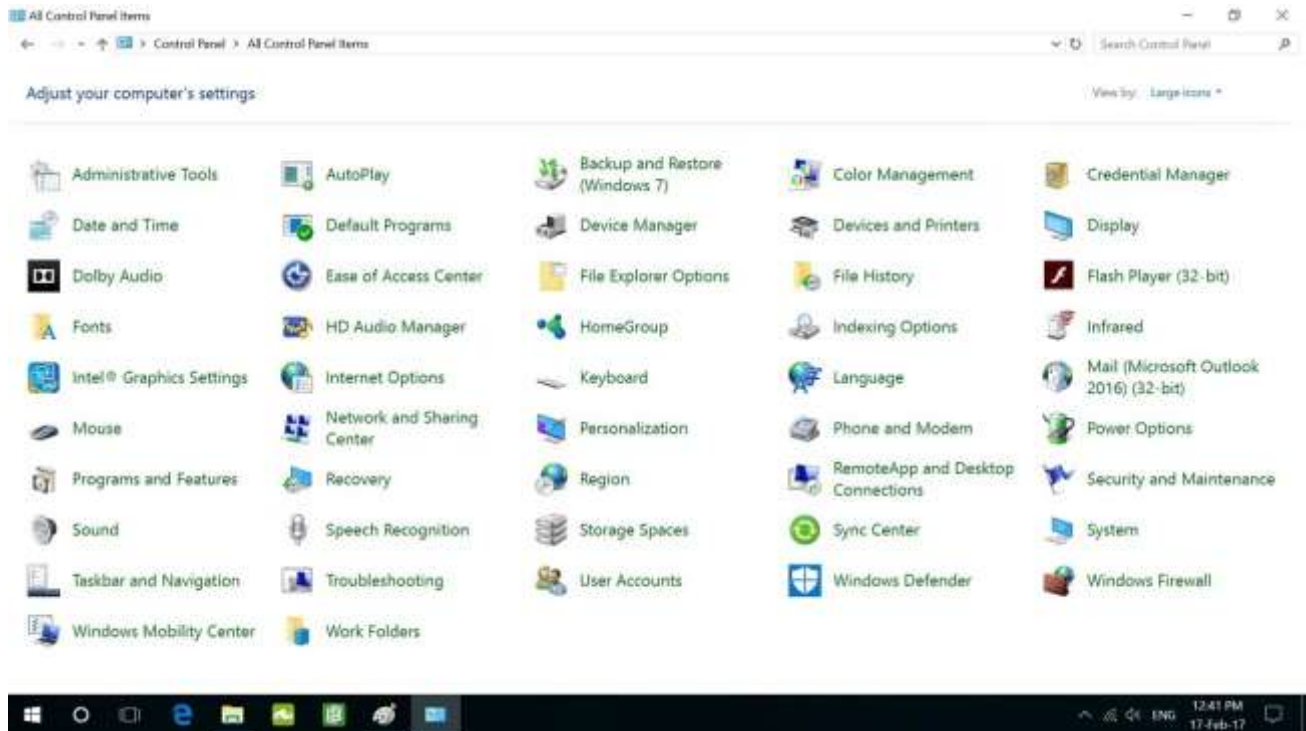 All Control Panel Items
Control Panel > All Control Panel Items
Search Control Panel
Adjust your computer's settings
View by: Large icons
Administrative Tools
AutoPlay
Backup and Restore
(Windows 7)
Color Management
Credential Manager
Date and Time
Default Programs
Device Manager
Devices and Printers
Display
Dolby Audio
Ease of Access Center
File Explorer Options
File History
Flash Player (32-bit)
Fonts
HD Audio Manager
HomeGroup
Indexing Options
Infrared
Intel® Graphics Settings
Internet Options
Keyboard
Language
Mail (Microsoft Outlook
2016) (32-bit)
Mouse
Network and Sharing
Center
Personalization
Phone and Modem
Power Options
Programs and Features
Recovery
Region
RemoteApp and Desktop
Connections
Security and Maintenance
Sound
Speech Recognition
Storage Spaces
Sync Center
System
Taskbar and Navigation
Troubleshooting
User Accounts
Windows Defender
Windows Firewall
Windows Mobility Center
Work Folders
ENG
12:41 PM
17-Feb-17